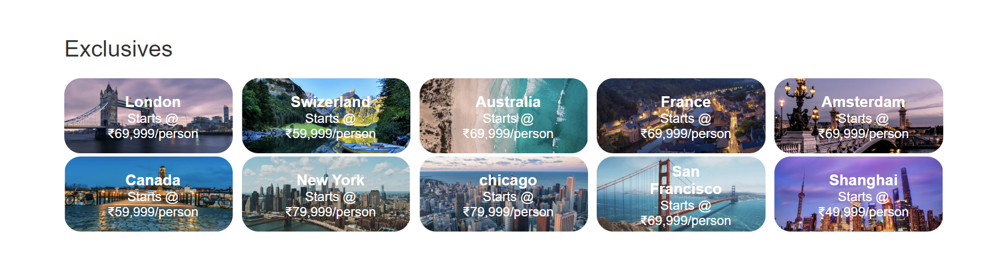 Exclusives
London
Starts @
₹69,999/person
Swizerland
Starts @
₹59,999/person
Australia
Starts @
₹69,999/person
France
Starts @
₹69,999/person
Amsterdam
Starts @
₹69,999/person
Canada
Starts @
₹59,999/person
New York
Starts @
₹79,999/person
chicago
Starts @
₹79,999/person
San
Francisco
Starts @
₹69,999/person
Shanghai
Starts @
₹49,999/person